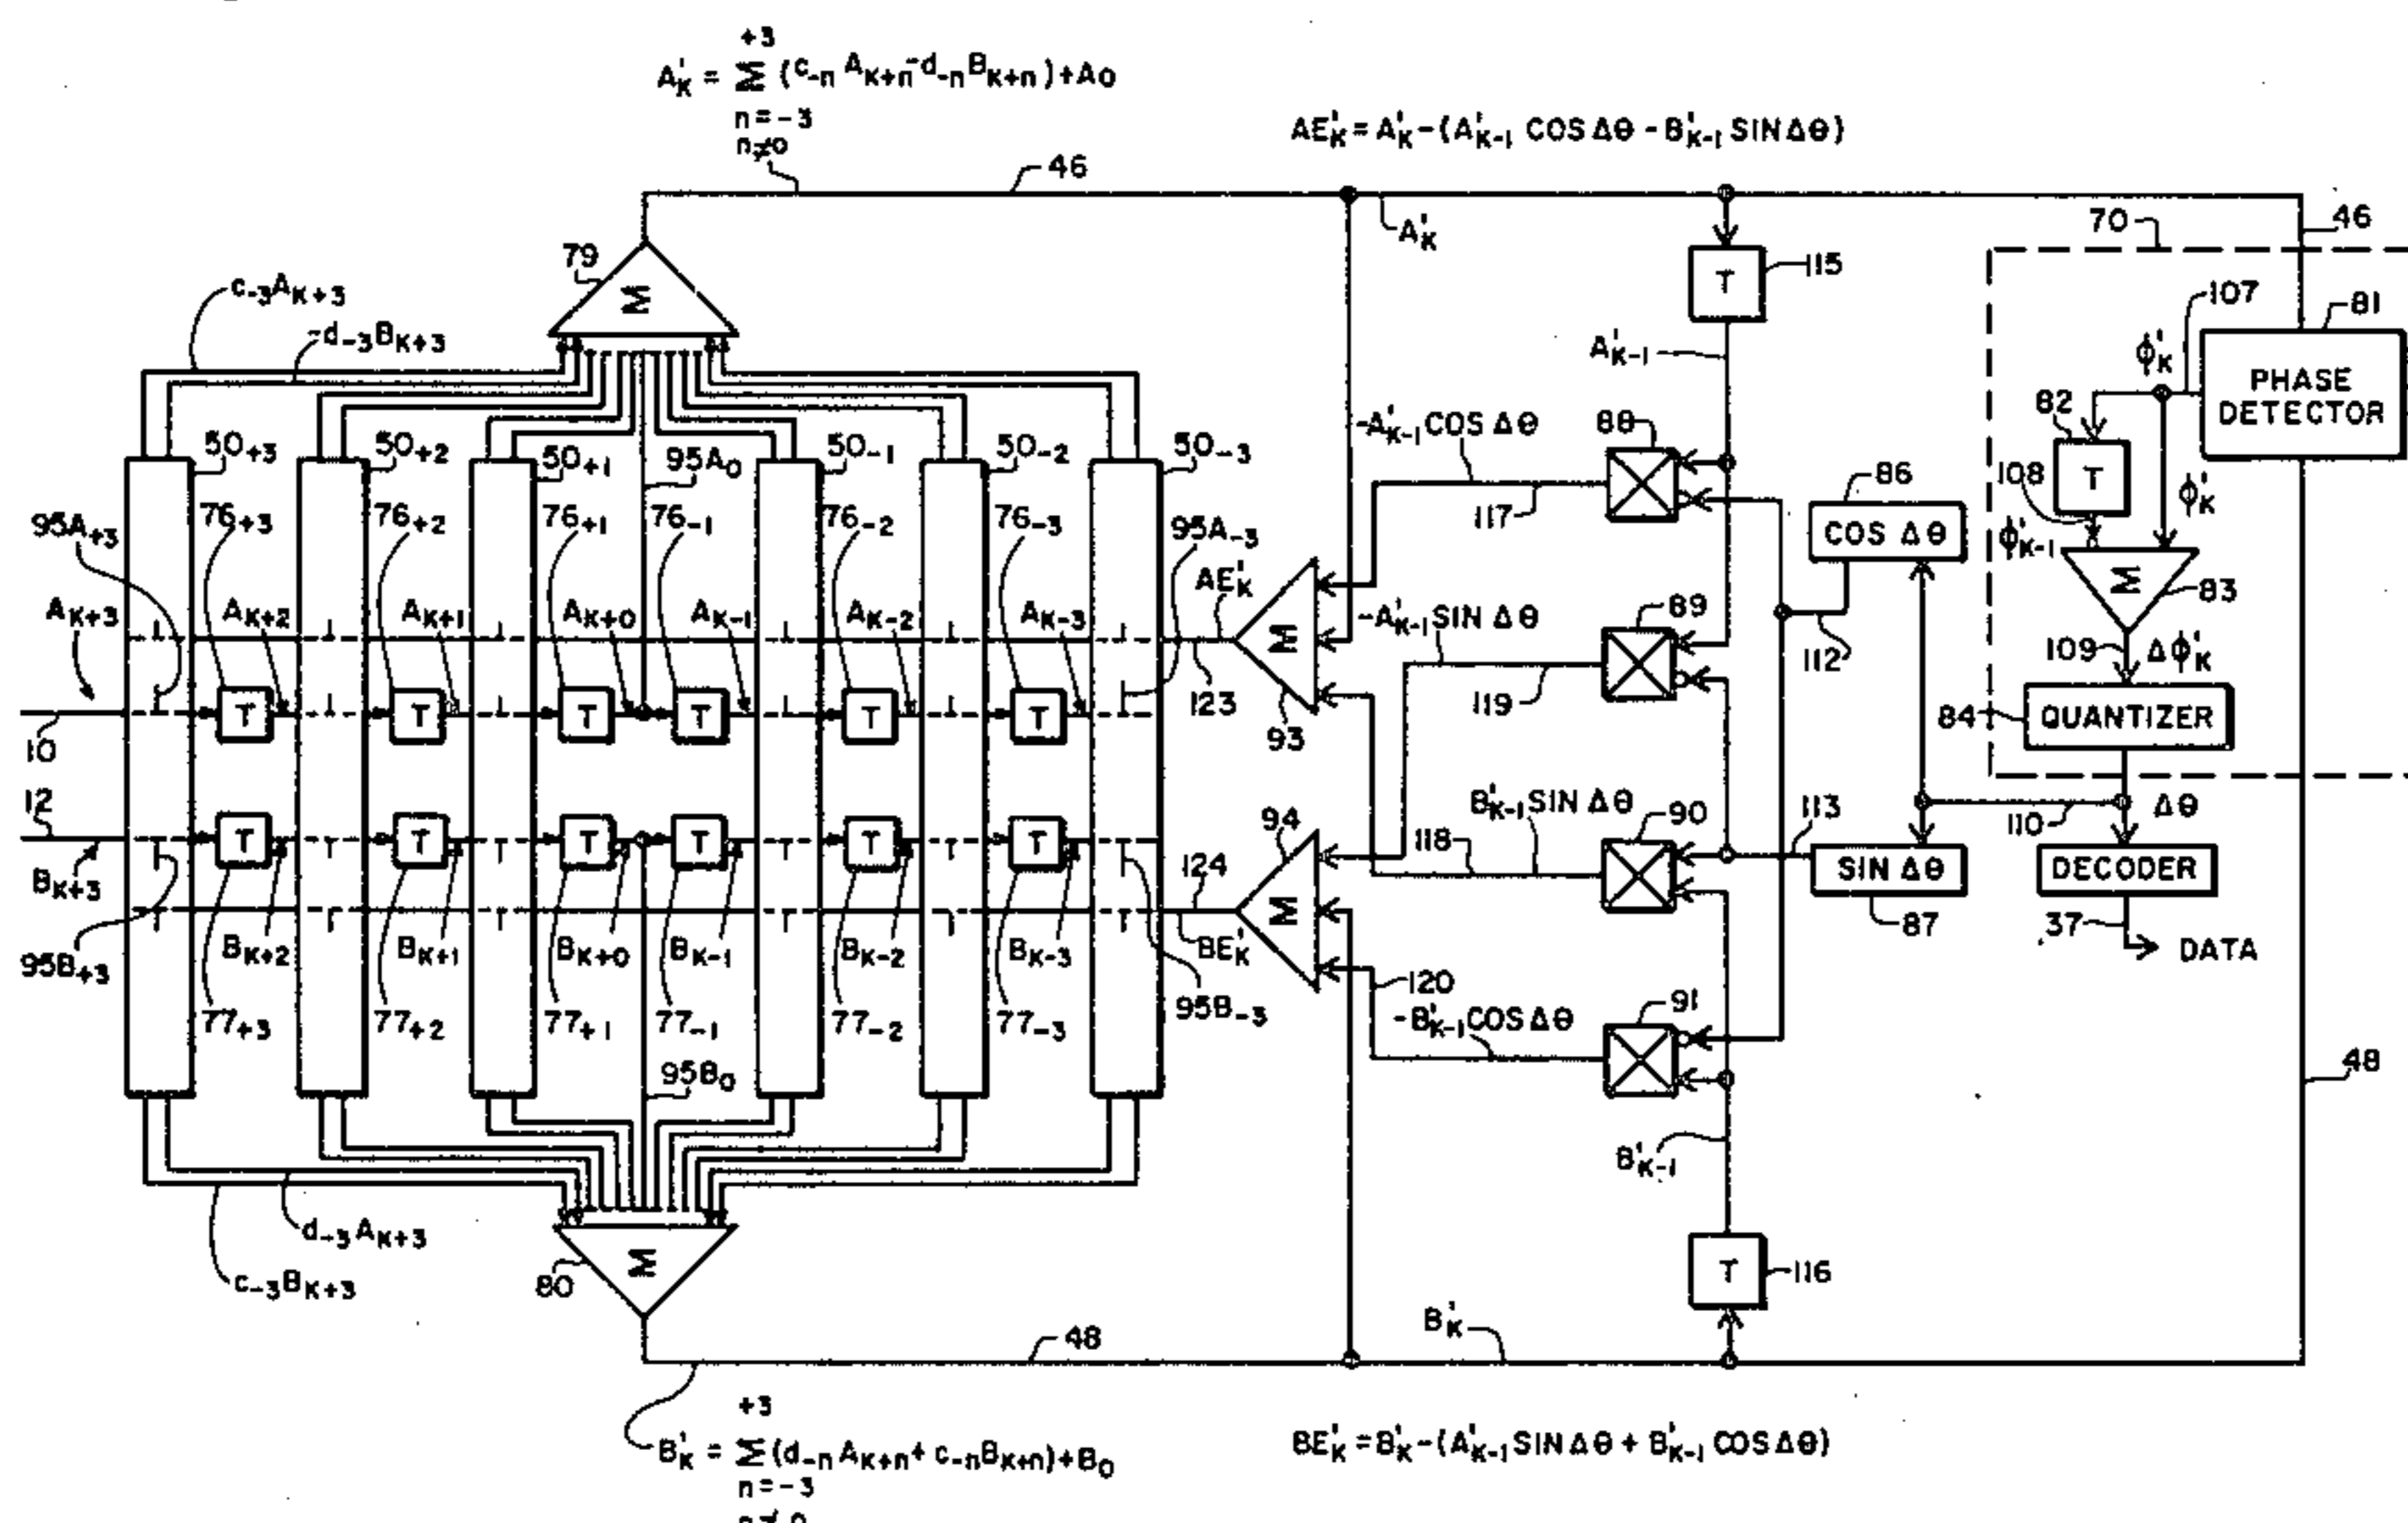 +3
A'K = Σ (c-n AK+n -d-n BK+n)+A0
n=-3
n≠0
AE'K = A'K -(A'K-1 COS Δθ - B'K-1 SIN Δθ)
46
A'K
70
46
79
c-3AK+3
-d-3BK+3
Σ
T
115
A'K-1
107
81
φ'K
PHASE
DETECTOR
82
T
108
φ'K
φ'K-1
Σ
83
109
Δφ'K
84
QUANTIZER
50+3
50+2
50+1
95A0
50-1
50-2
50-3
-A'K-1 COS Δθ
88
117
86
COS Δθ
112
95A+3
76+3
76+2
76+1
76-1
76-2
76-3
95A-3
AE'K
AK+3
AK+2
AK+1
AK+0
AK-1
AK-2
AK-3
Σ
93
123
-A'K-1 SIN Δθ
89
119
10
T
T
T
T
T
T
12
T
T
T
T
T
T
BK+3
95B+3
BK+2
BK+1
BK+0
BK-1
BK-2
BK-3
77+3
77+2
77+1
77-1
77-2
77-3
95B-3
94
Σ
124
BE'K
B'K-1 SIN Δθ
90
118
113
SIN Δθ
87
110
Δθ
DECODER
37
DATA
120
-B'K-1 COS Δθ
91
95B0
48
B'K-1
T
116
d-3AK+3
c-3BK+3
80
Σ
48
B'K
+3
B'K = Σ (d-n AK+n + c-n BK+n)+B0
n=-3
n≠0
BE'K = B'K -(A'K-1 SIN Δθ + B'K-1 COS Δθ)